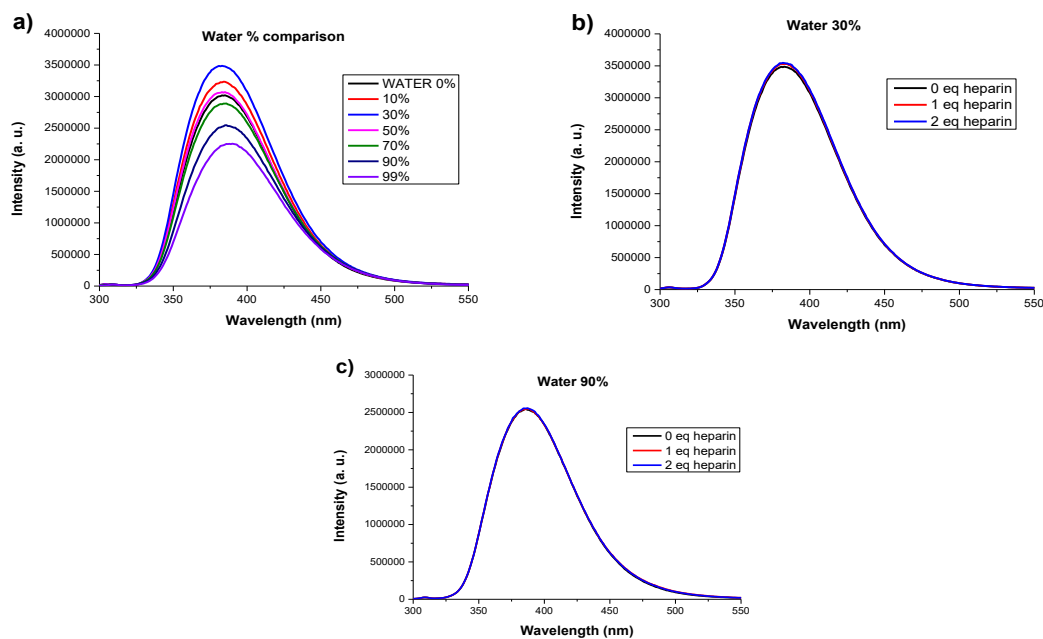 a)
Water % comparison
4000000
3500000
3000000
2500000
2000000
1500000
1000000
500000
0
Intensity (a. u.)
300 350 400 450 500 550
Wavelength (nm)
WATER 0%
10%
30%
50%
70%
90%
99%
b)
Water 30%
4000000
3500000
3000000
2500000
2000000
1500000
1000000
500000
0
Intensity (a. u.)
300 350 400 450 500 550
Wavelength (nm)
0 eq heparin
1 eq heparin
2 eq heparin
c)
Water 90%
3000000
2500000
2000000
1500000
1000000
500000
0
Intensity (a. u.)
300 350 400 450 500 550
Wavelength (nm)
0 eq heparin
1 eq heparin
2 eq heparin